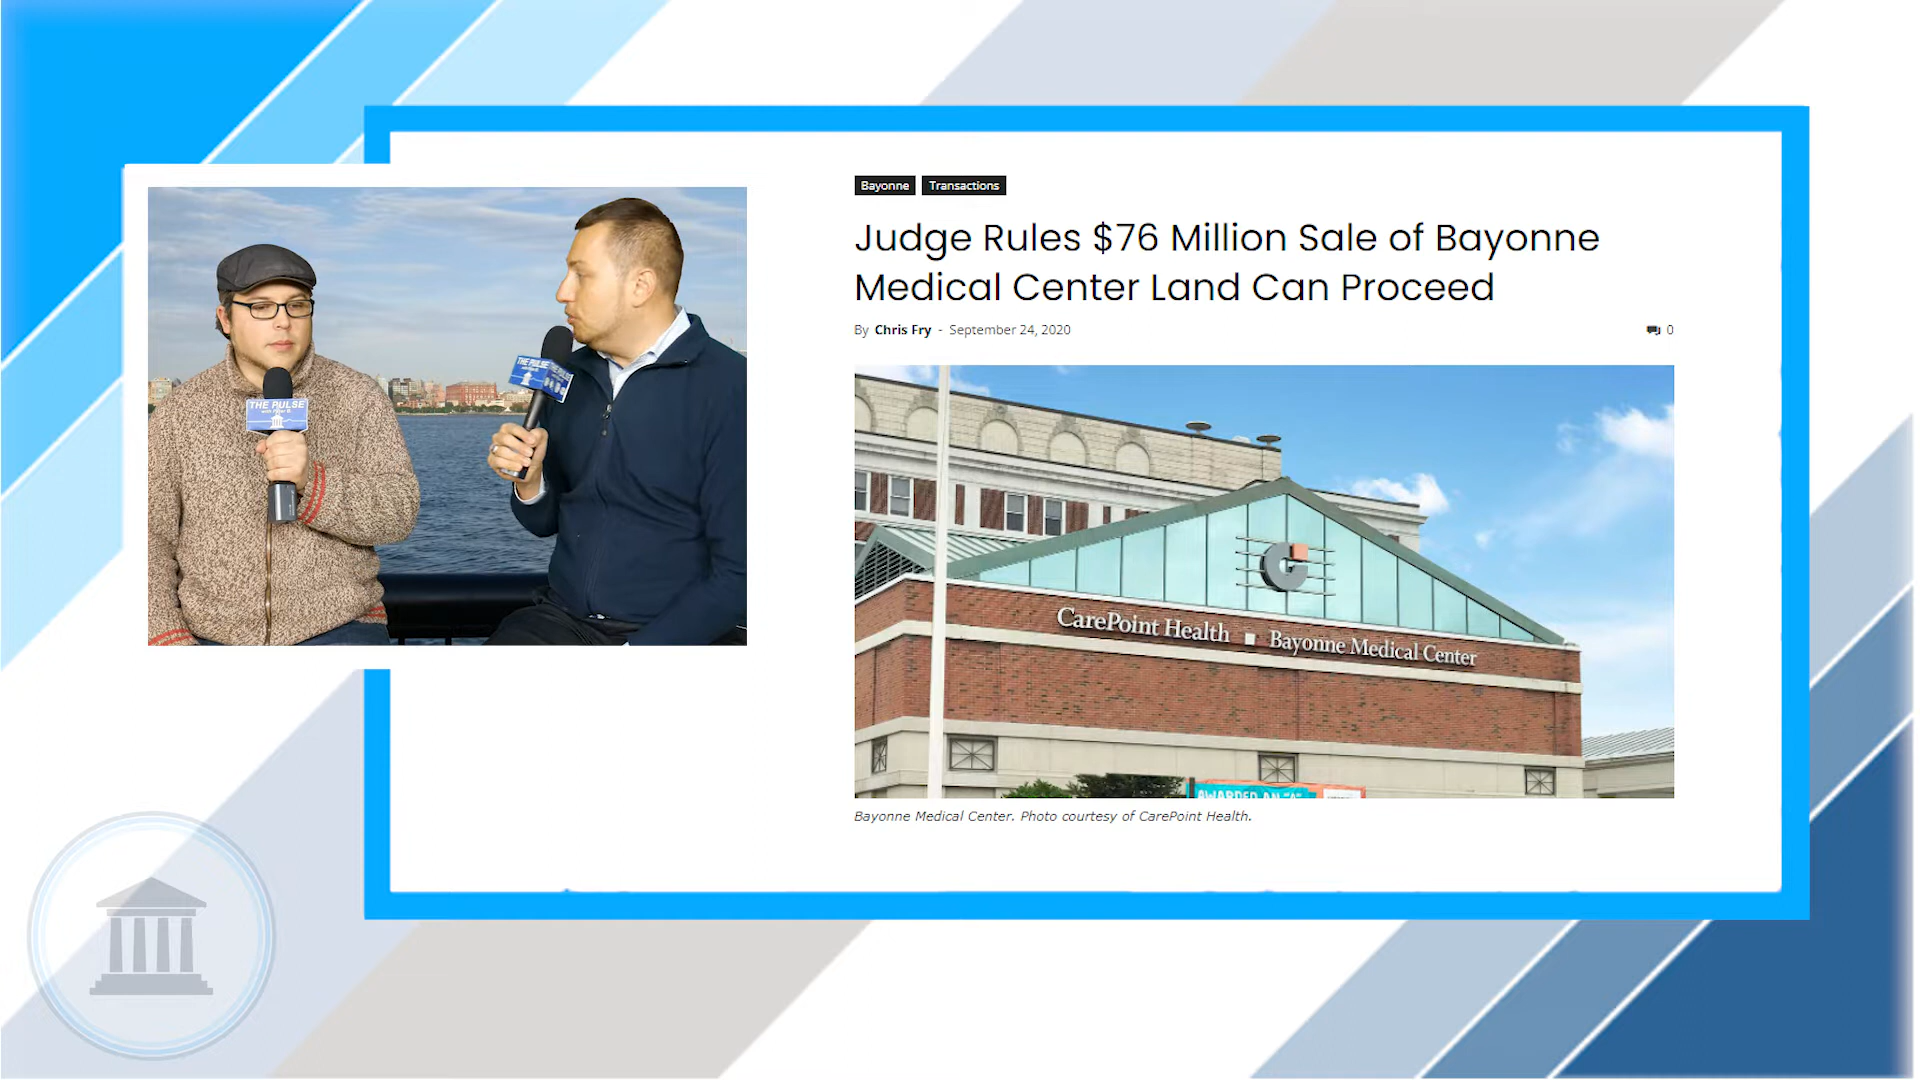 Bayonne
Transactions
Judge Rules $76 Million Sale of Bayonne
Medical Center Land Can Proceed
By Chris Fry - September 24, 2020
0
THE PULSE
THE PULSE
CarePoint Health Bayonne Medical Center
AWARDED AN "A"
Bayonne Medical Center. Photo courtesy of CarePoint Health.